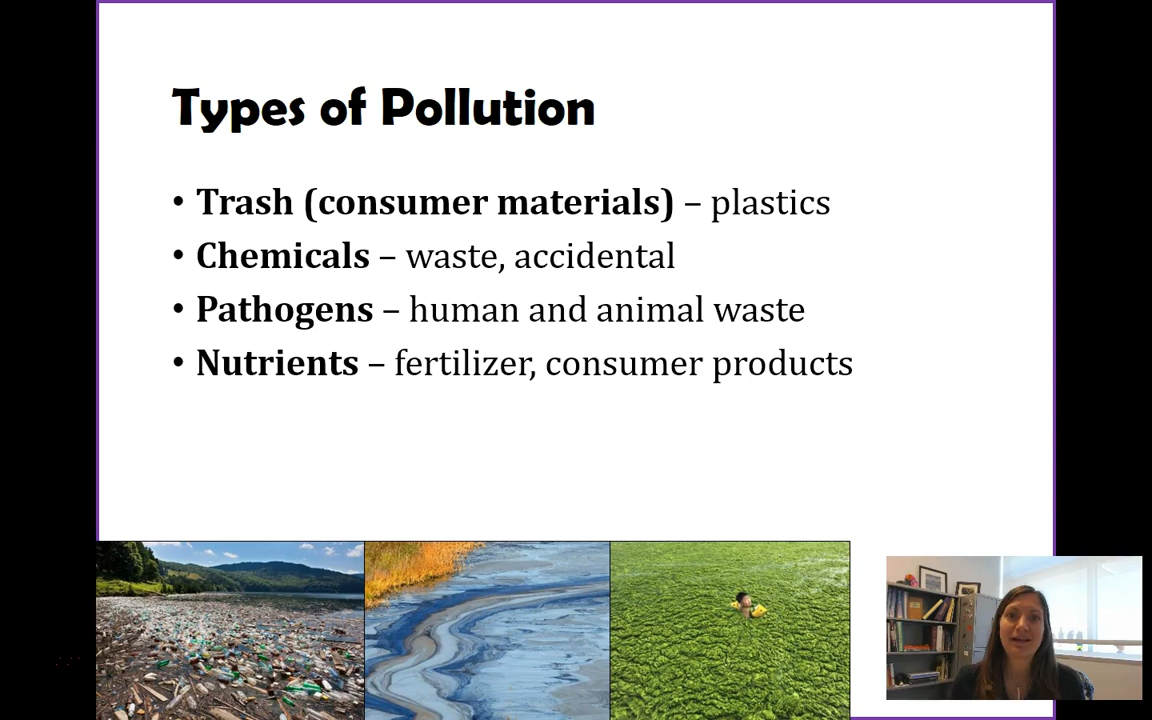 Types of Pollution
• Trash (consumer materials) – plastics
• Chemicals – waste, accidental
• Pathogens – human and animal waste
• Nutrients – fertilizer, consumer products